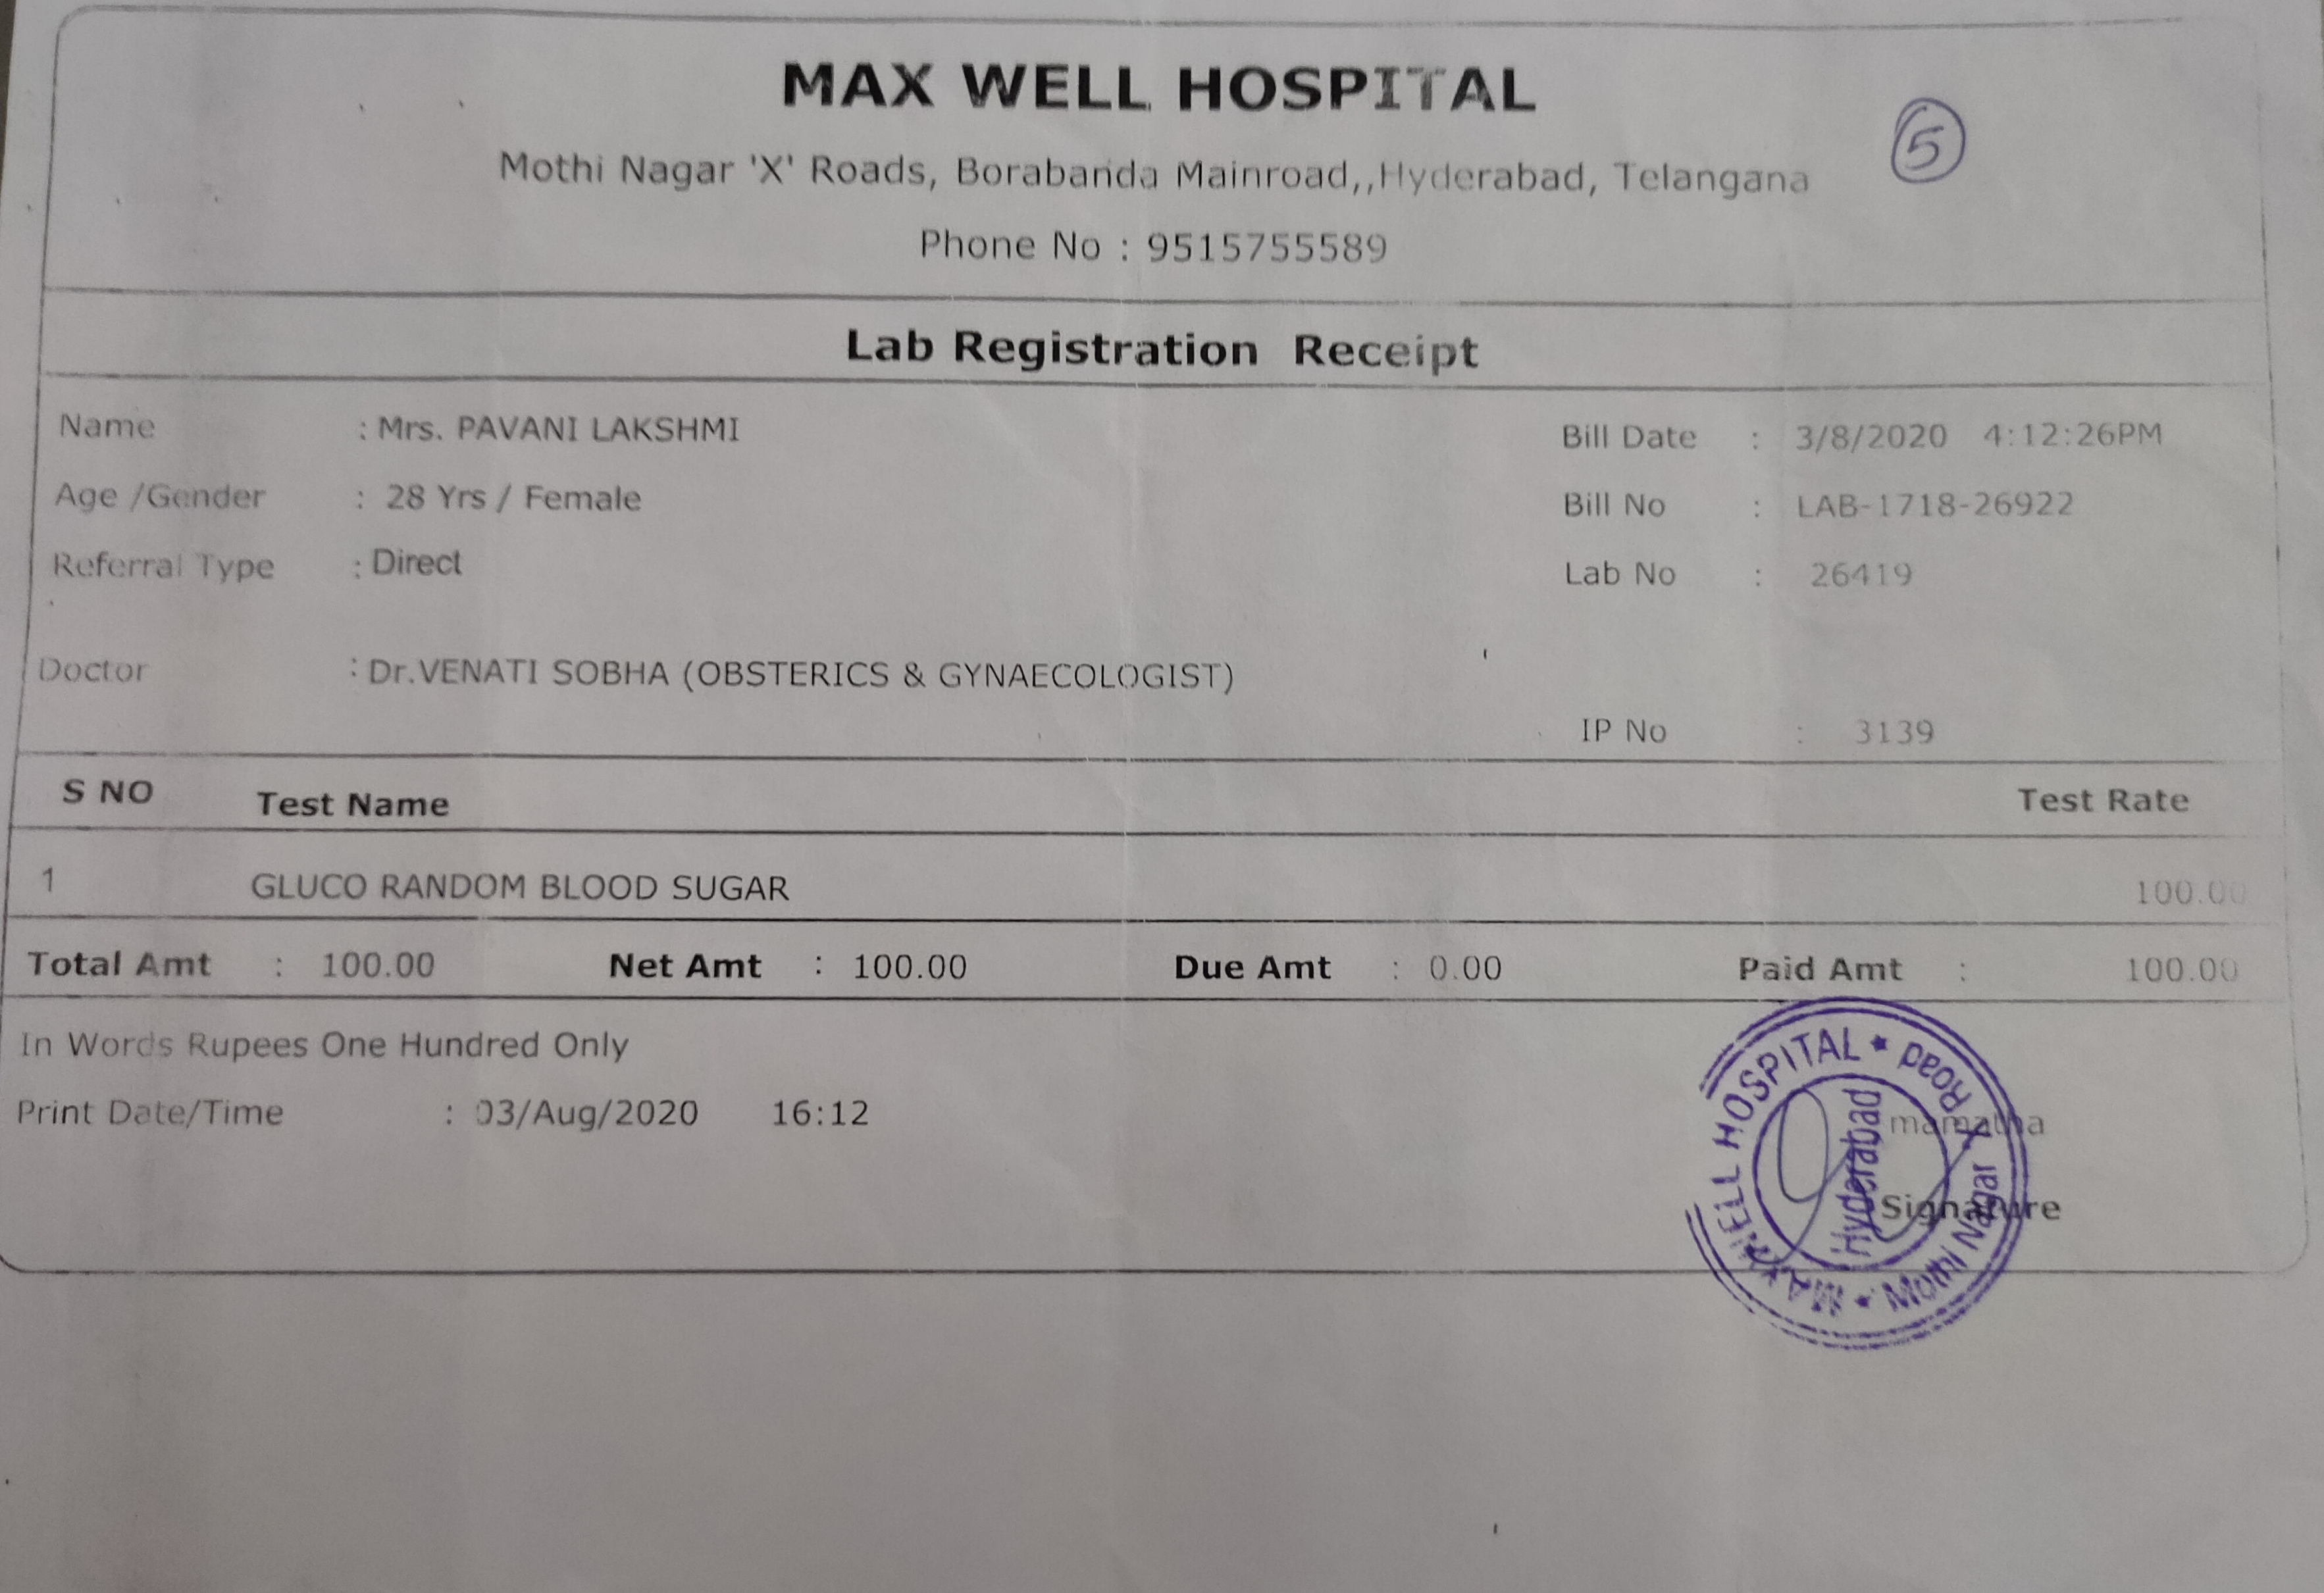 MAX WELL HOSPITAL
5
Mothi Nagar 'X' Roads, Borabanda Mainroad,,Hyderabad, Telangana
Phone No : 9515755589
Lab Registration Receipt
Name : Mrs. PAVANI LAKSHMI Bill Date : 3/8/2020 4:12:26PM
Age /Gender : 28 Yrs / Female Bill No : LAB-1718-26922
Referral Type : Direct Lab No : 26419
Doctor : Dr.VENATI SOBHA (OBSTERICS & GYNAECOLOGIST)
IP No : 3139
S NO Test Name Test Rate
1 GLUCO RANDOM BLOOD SUGAR 100.00
Total Amt : 100.00 Net Amt : 100.00 Due Amt : 0.00 Paid Amt : 100.00
In Words Rupees One Hundred Only
Print Date/Time : 03/Aug/2020 16:12
mamatha
Signature
MAXWELL HOSPITAL * Mothi Nagar X Road *
Hyderabad